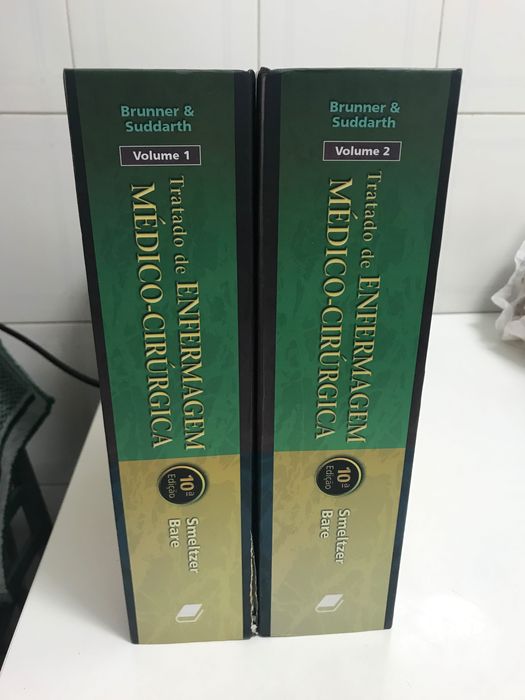 Brunner &
Suddarth
Volume 1
Tratado de ENFERMAGEM
MÉDICO-CIRÚRGICA
10ª
Edição
Smeltzer
Bare
Brunner &
Suddarth
Volume 2
Tratado de ENFERMAGEM
MÉDICO-CIRÚRGICA
10ª
Edição
Smeltzer
Bare